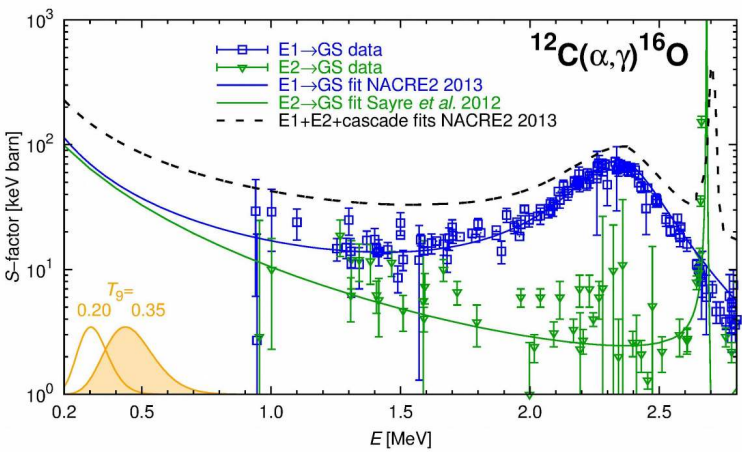 10³
10²
10¹
10⁰
S-factor [keV barn]
¹²C(α,γ)¹⁶O
E1→GS data
E2→GS data
E1→GS fit NACRE2 2013
E2→GS fit Sayre et al. 2012
E1+E2+cascade fits NACRE2 2013
T₉=
0.20 0.35
0.2 0.5 1.0 1.5 2.0 2.5
E [MeV]